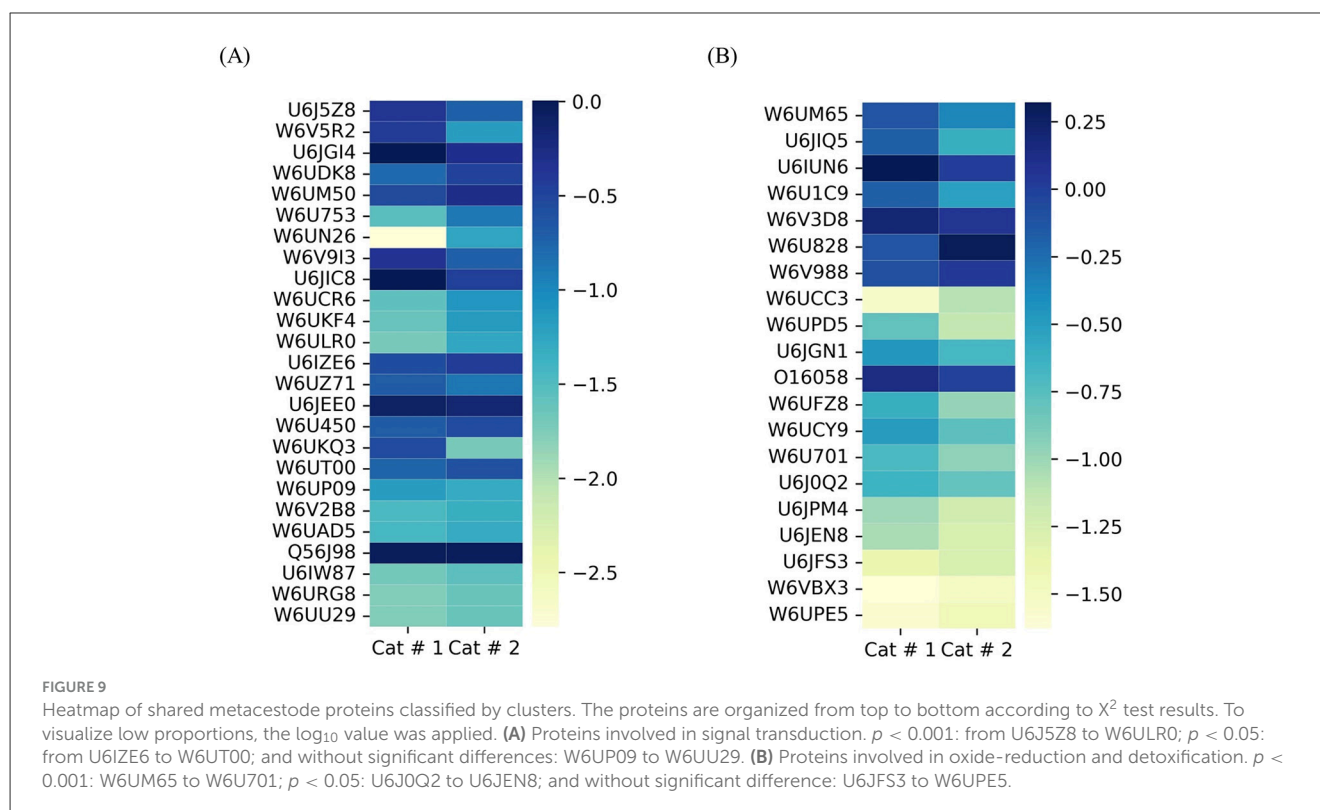 (A)
U6J5Z8
W6V5R2
U6JGI4
W6UDK8
W6UM50
W6U753
W6UN26
W6V9I3
U6JIC8
W6UCR6
W6UKF4
W6ULR0
U6IZE6
W6UZ71
U6JEE0
W6U450
W6UKQ3
W6UT00
W6UP09
W6V2B8
W6UAD5
Q56J98
U6IW87
W6URG8
W6UU29
Cat # 1 Cat # 2
0.0
−0.5
−1.0
−1.5
−2.0
−2.5
(B)
W6UM65
U6JIQ5
U6IUN6
W6U1C9
W6V3D8
W6U828
W6V988
W6UCC3
W6UPD5
U6JGN1
O16058
W6UFZ8
W6UCY9
W6U701
U6J0Q2
U6JPM4
U6JEN8
U6JFS3
W6VBX3
W6UPE5
Cat # 1 Cat # 2
0.25
0.00
−0.25
−0.50
−0.75
−1.00
−1.25
−1.50
FIGURE 9
Heatmap of shared metacestode proteins classified by clusters. The proteins are organized from top to bottom according to X² test results. To
visualize low proportions, the log₁₀ value was applied. (A) Proteins involved in signal transduction. p < 0.001: from U6J5Z8 to W6ULR0; p < 0.05:
from U6IZE6 to W6UT00; and without significant differences: W6UP09 to W6UU29. (B) Proteins involved in oxide-reduction and detoxification. p <
0.001: W6UM65 to W6U701; p < 0.05: U6J0Q2 to U6JEN8; and without significant difference: U6JFS3 to W6UPE5.